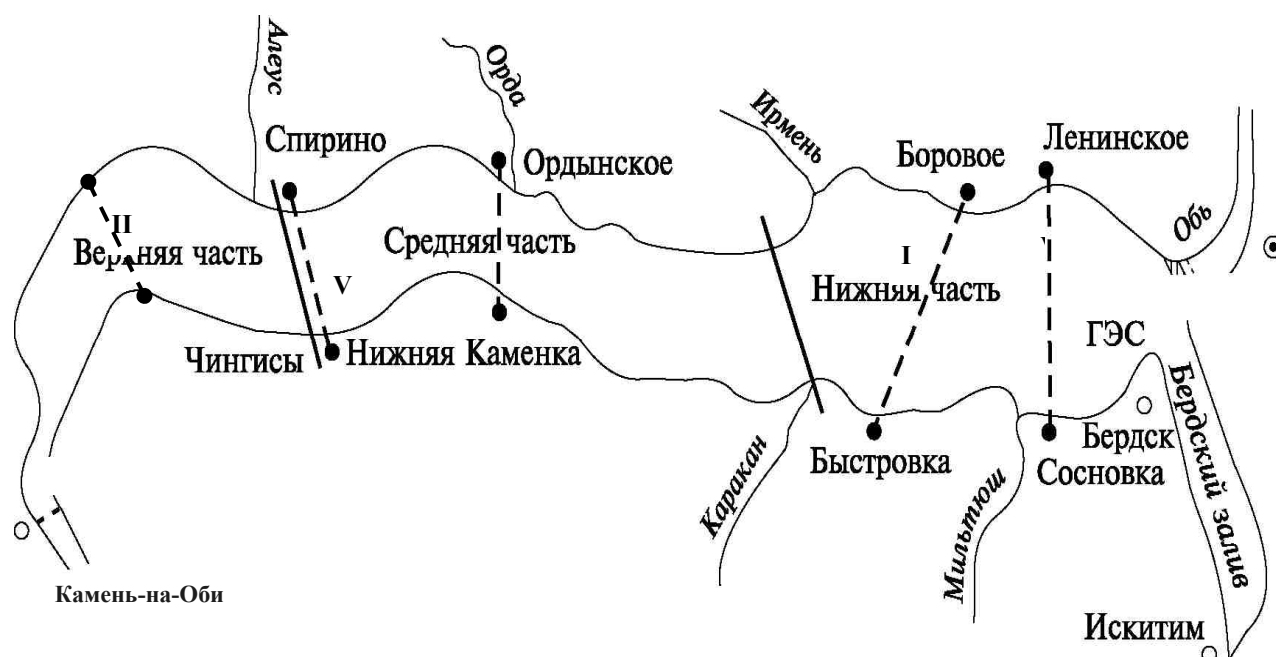 Алеус
Орда
Спирино
Ордынское
Ирмень
Боровое
Ленинское
Обь
II
Верхняя часть
Средняя часть
V
I
Нижняя часть
ГЭС
Чингисы
Нижняя Каменка
Быстровка
Бердск
Сосновка
Бердский залив
Каракан
Мильтюш
Камень-на-Оби
Искитим